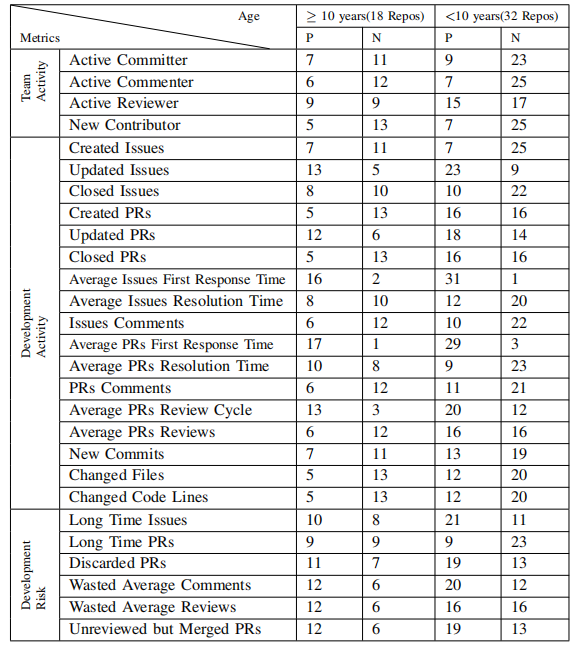 Age ≥ 10 years(18 Repos) <10 years(32 Repos)
Metrics P N P N
Team Activity
Active Committer 7 11 9 23
Active Commenter 6 12 7 25
Active Reviewer 9 9 15 17
New Contributor 5 13 7 25
Development Activity
Created Issues 7 11 7 25
Updated Issues 13 5 23 9
Closed Issues 8 10 10 22
Created PRs 5 13 16 16
Updated PRs 12 6 18 14
Closed PRs 5 13 16 16
Average Issues First Response Time 16 2 31 1
Average Issues Resolution Time 8 10 12 20
Issues Comments 6 12 10 22
Average PRs First Response Time 17 1 29 3
Average PRs Resolution Time 10 8 9 23
PRs Comments 6 12 11 21
Average PRs Review Cycle 13 3 20 12
Average PRs Reviews 6 12 16 16
New Commits 7 11 13 19
Changed Files 5 13 12 20
Changed Code Lines 5 13 12 20
Development Risk
Long Time Issues 10 8 21 11
Long Time PRs 9 9 9 23
Discarded PRs 11 7 19 13
Wasted Average Comments 12 6 20 12
Wasted Average Reviews 12 6 16 16
Unreviewed but Merged PRs 12 6 19 13